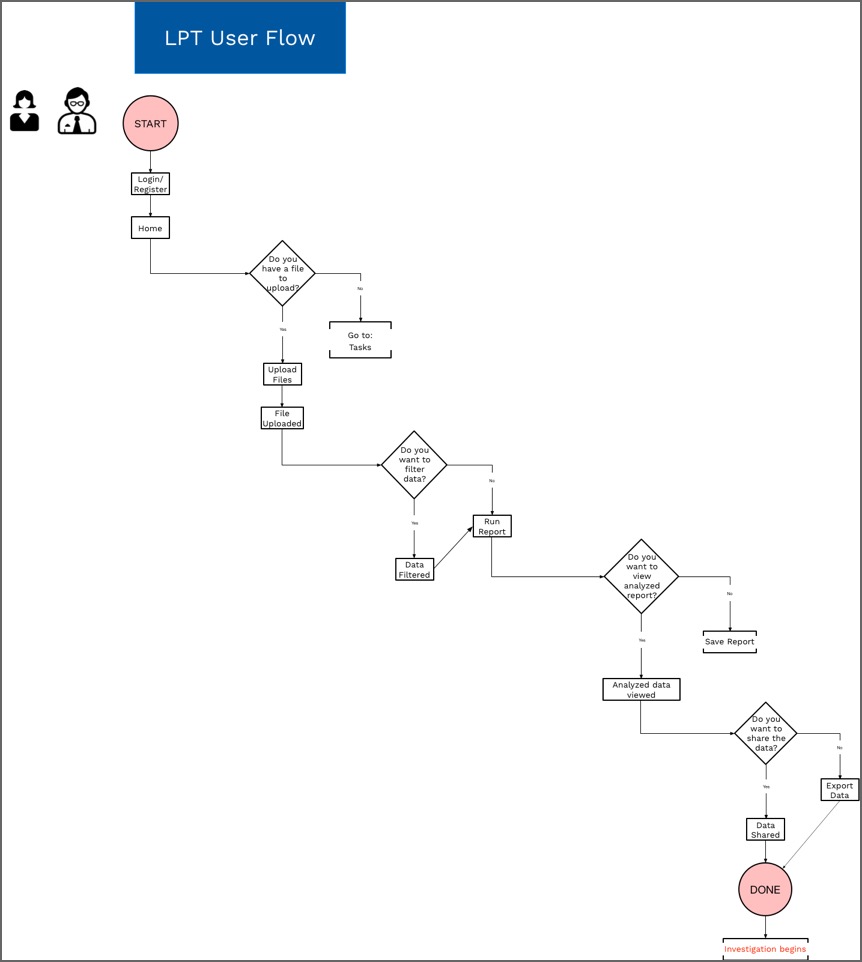 LPT User Flow
START
Login/
Register
Home
Do you
have a file
to
upload?
No
Yes
Go to:
Tasks
Upload
Files
File
Uploaded
Do you
want to
filter
data?
No
Yes
Run
Report
Data
Filtered
Do you
want to
view
analyzed
report?
No
Yes
Save Report
Analyzed data
viewed
Do you
want to
share the
data?
No
Yes
Export
Data
Data
Shared
DONE
Investigation begins